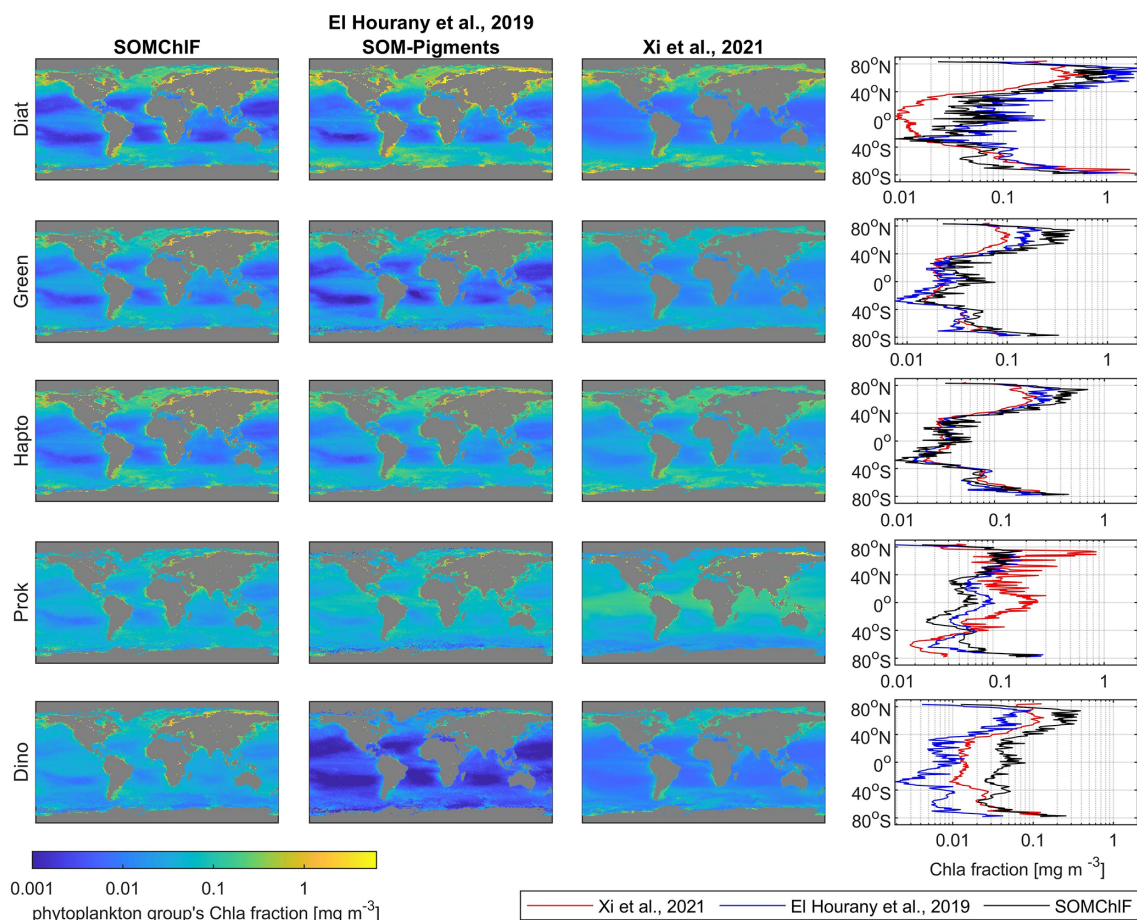 El Hourany et al., 2019
SOMChlF
SOM-Pigments
Xi et al., 2021
Diat
80°N
40°N
0°
40°S
80°S
0.01
0.1
1
Green
80°N
40°N
0°
40°S
80°S
0.01
0.1
1
Hapto
80°N
40°N
0°
40°S
80°S
0.01
0.1
1
Prok
80°N
40°N
0°
40°S
80°S
0.01
0.1
1
Dino
80°N
40°N
0°
40°S
80°S
0.01
0.1
1
Chla fraction [mg m⁻³]
0.001
0.01
0.1
1
phytoplankton group's Chla fraction [mg m⁻³]
Xi et al., 2021
El Hourany et al., 2019
SOMChlF